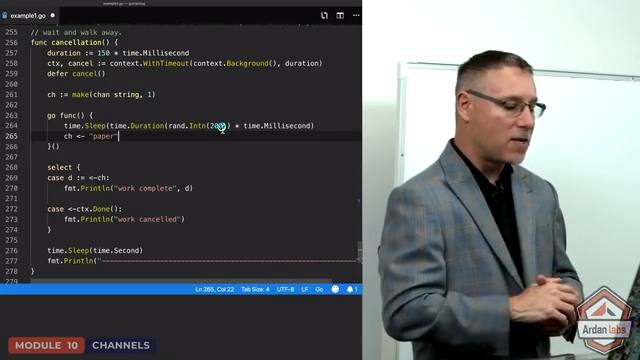 example1.go — gotraining
example1.go
255 // wait and walk away.
256 func cancellation() {
257 duration := 150 * time.Millisecond
258 ctx, cancel := context.WithTimeout(context.Background(), duration)
259 defer cancel()
260
261 ch := make(chan string, 1)
262
263 go func() {
264 time.Sleep(time.Duration(rand.Intn(200)) * time.Millisecond)
265 ch <- "paper"
266 }()
267
268 select {
269 case d := <-ch:
270 fmt.Println("work complete", d)
271
272 case <-ctx.Done():
273 fmt.Println("work cancelled")
274 }
275
276 time.Sleep(time.Second)
277 fmt.Println("-------------------------------------------------
278 }
279
Ln 265, Col 22 Tab Size: 4 UTF-8 LF Go 1
MODULE 10 CHANNELS
Ardan labs